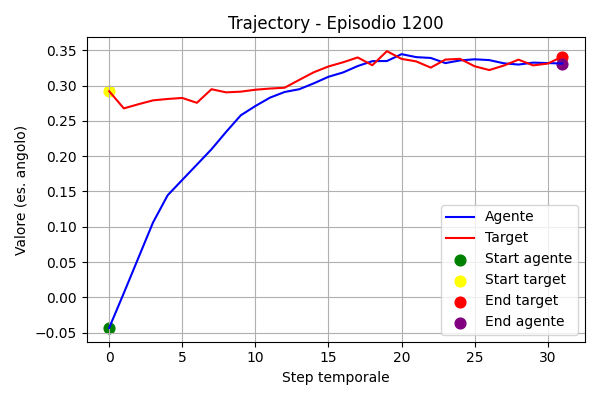 Trajectory - Episodio 1200
Valore (es. angolo)
0.35
0.30
0.25
0.20
0.15
0.10
0.05
0.00
−0.05
Agente
Target
Start agente
Start target
End target
End agente
0 5 10 15 20 25 30
Step temporale